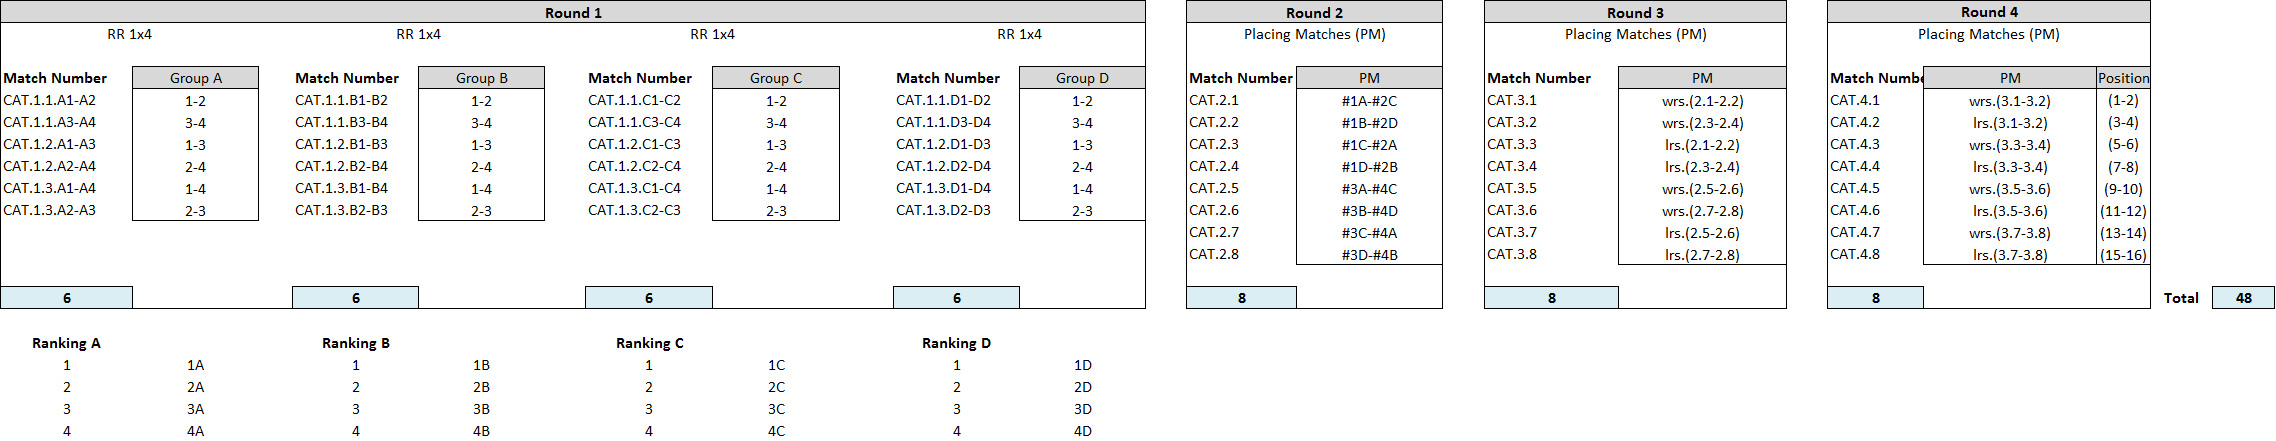 Round 1 Round 2 Round 3 Round 4
RR 1x4 RR 1x4 RR 1x4 RR 1x4 Placing Matches (PM) Placing Matches (PM) Placing Matches (PM)
Match Number Group A Match Number Group B Match Number Group C Match Number Group D Match Number PM Match Number PM Match Numbe PM Position
CAT.1.1.A1-A2 1-2 CAT.1.1.B1-B2 1-2 CAT.1.1.C1-C2 1-2 CAT.1.1.D1-D2 1-2 CAT.2.1 #1A-#2C CAT.3.1 wrs.(2.1-2.2) CAT.4.1 wrs.(3.1-3.2) (1-2)
CAT.1.1.A3-A4 3-4 CAT.1.1.B3-B4 3-4 CAT.1.1.C3-C4 3-4 CAT.1.1.D3-D4 3-4 CAT.2.2 #1B-#2D CAT.3.2 wrs.(2.3-2.4) CAT.4.2 lrs.(3.1-3.2) (3-4)
CAT.1.2.A1-A3 1-3 CAT.1.2.B1-B3 1-3 CAT.1.2.C1-C3 1-3 CAT.1.2.D1-D3 1-3 CAT.2.3 #1C-#2A CAT.3.3 lrs.(2.1-2.2) CAT.4.3 wrs.(3.3-3.4) (5-6)
CAT.1.2.A2-A4 2-4 CAT.1.2.B2-B4 2-4 CAT.1.2.C2-C4 2-4 CAT.1.2.D2-D4 2-4 CAT.2.4 #1D-#2B CAT.3.4 lrs.(2.3-2.4) CAT.4.4 lrs.(3.3-3.4) (7-8)
CAT.1.3.A1-A4 1-4 CAT.1.3.B1-B4 1-4 CAT.1.3.C1-C4 1-4 CAT.1.3.D1-D4 1-4 CAT.2.5 #3A-#4C CAT.3.5 wrs.(2.5-2.6) CAT.4.5 wrs.(3.5-3.6) (9-10)
CAT.1.3.A2-A3 2-3 CAT.1.3.B2-B3 2-3 CAT.1.3.C2-C3 2-3 CAT.1.3.D2-D3 2-3 CAT.2.6 #3B-#4D CAT.3.6 wrs.(2.7-2.8) CAT.4.6 lrs.(3.5-3.6) (11-12)
CAT.2.7 #3C-#4A CAT.3.7 lrs.(2.5-2.6) CAT.4.7 wrs.(3.7-3.8) (13-14)
CAT.2.8 #3D-#4B CAT.3.8 lrs.(2.7-2.8) CAT.4.8 lrs.(3.7-3.8) (15-16)
6 6 6 6 8 8 8 Total 48
Ranking A Ranking B Ranking C Ranking D
1 1A 1 1B 1 1C 1 1D
2 2A 2 2B 2 2C 2 2D
3 3A 3 3B 3 3C 3 3D
4 4A 4 4B 4 4C 4 4D